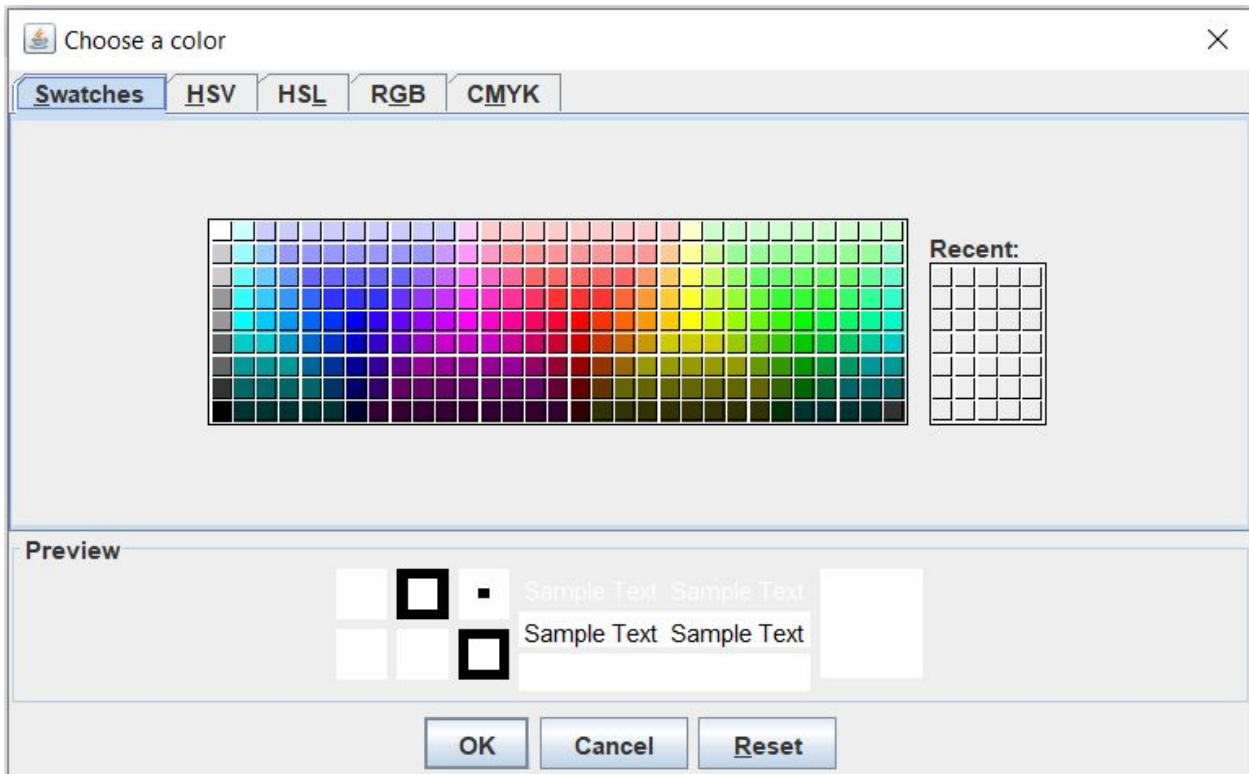 Choose a color
Swatches HSV HSL RGB CMYK
Recent:
Preview
Sample Text Sample Text
Sample Text Sample Text
OK Cancel Reset